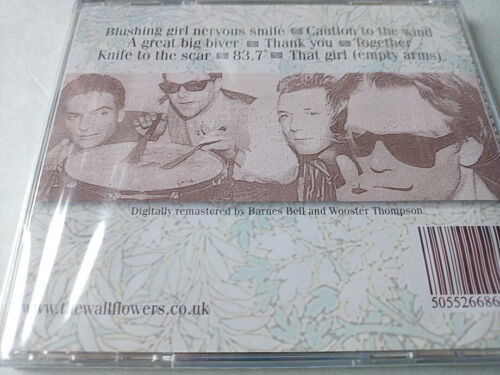 Blushing girl nervous smile Caution to the wind
A great big biver Thank you Together
Knife to the scar 83.7° That girl (empty arms)
Digitally remastered by Barnes Bell and Wooster Thompson
www.thewallflowers.co.uk
505526686